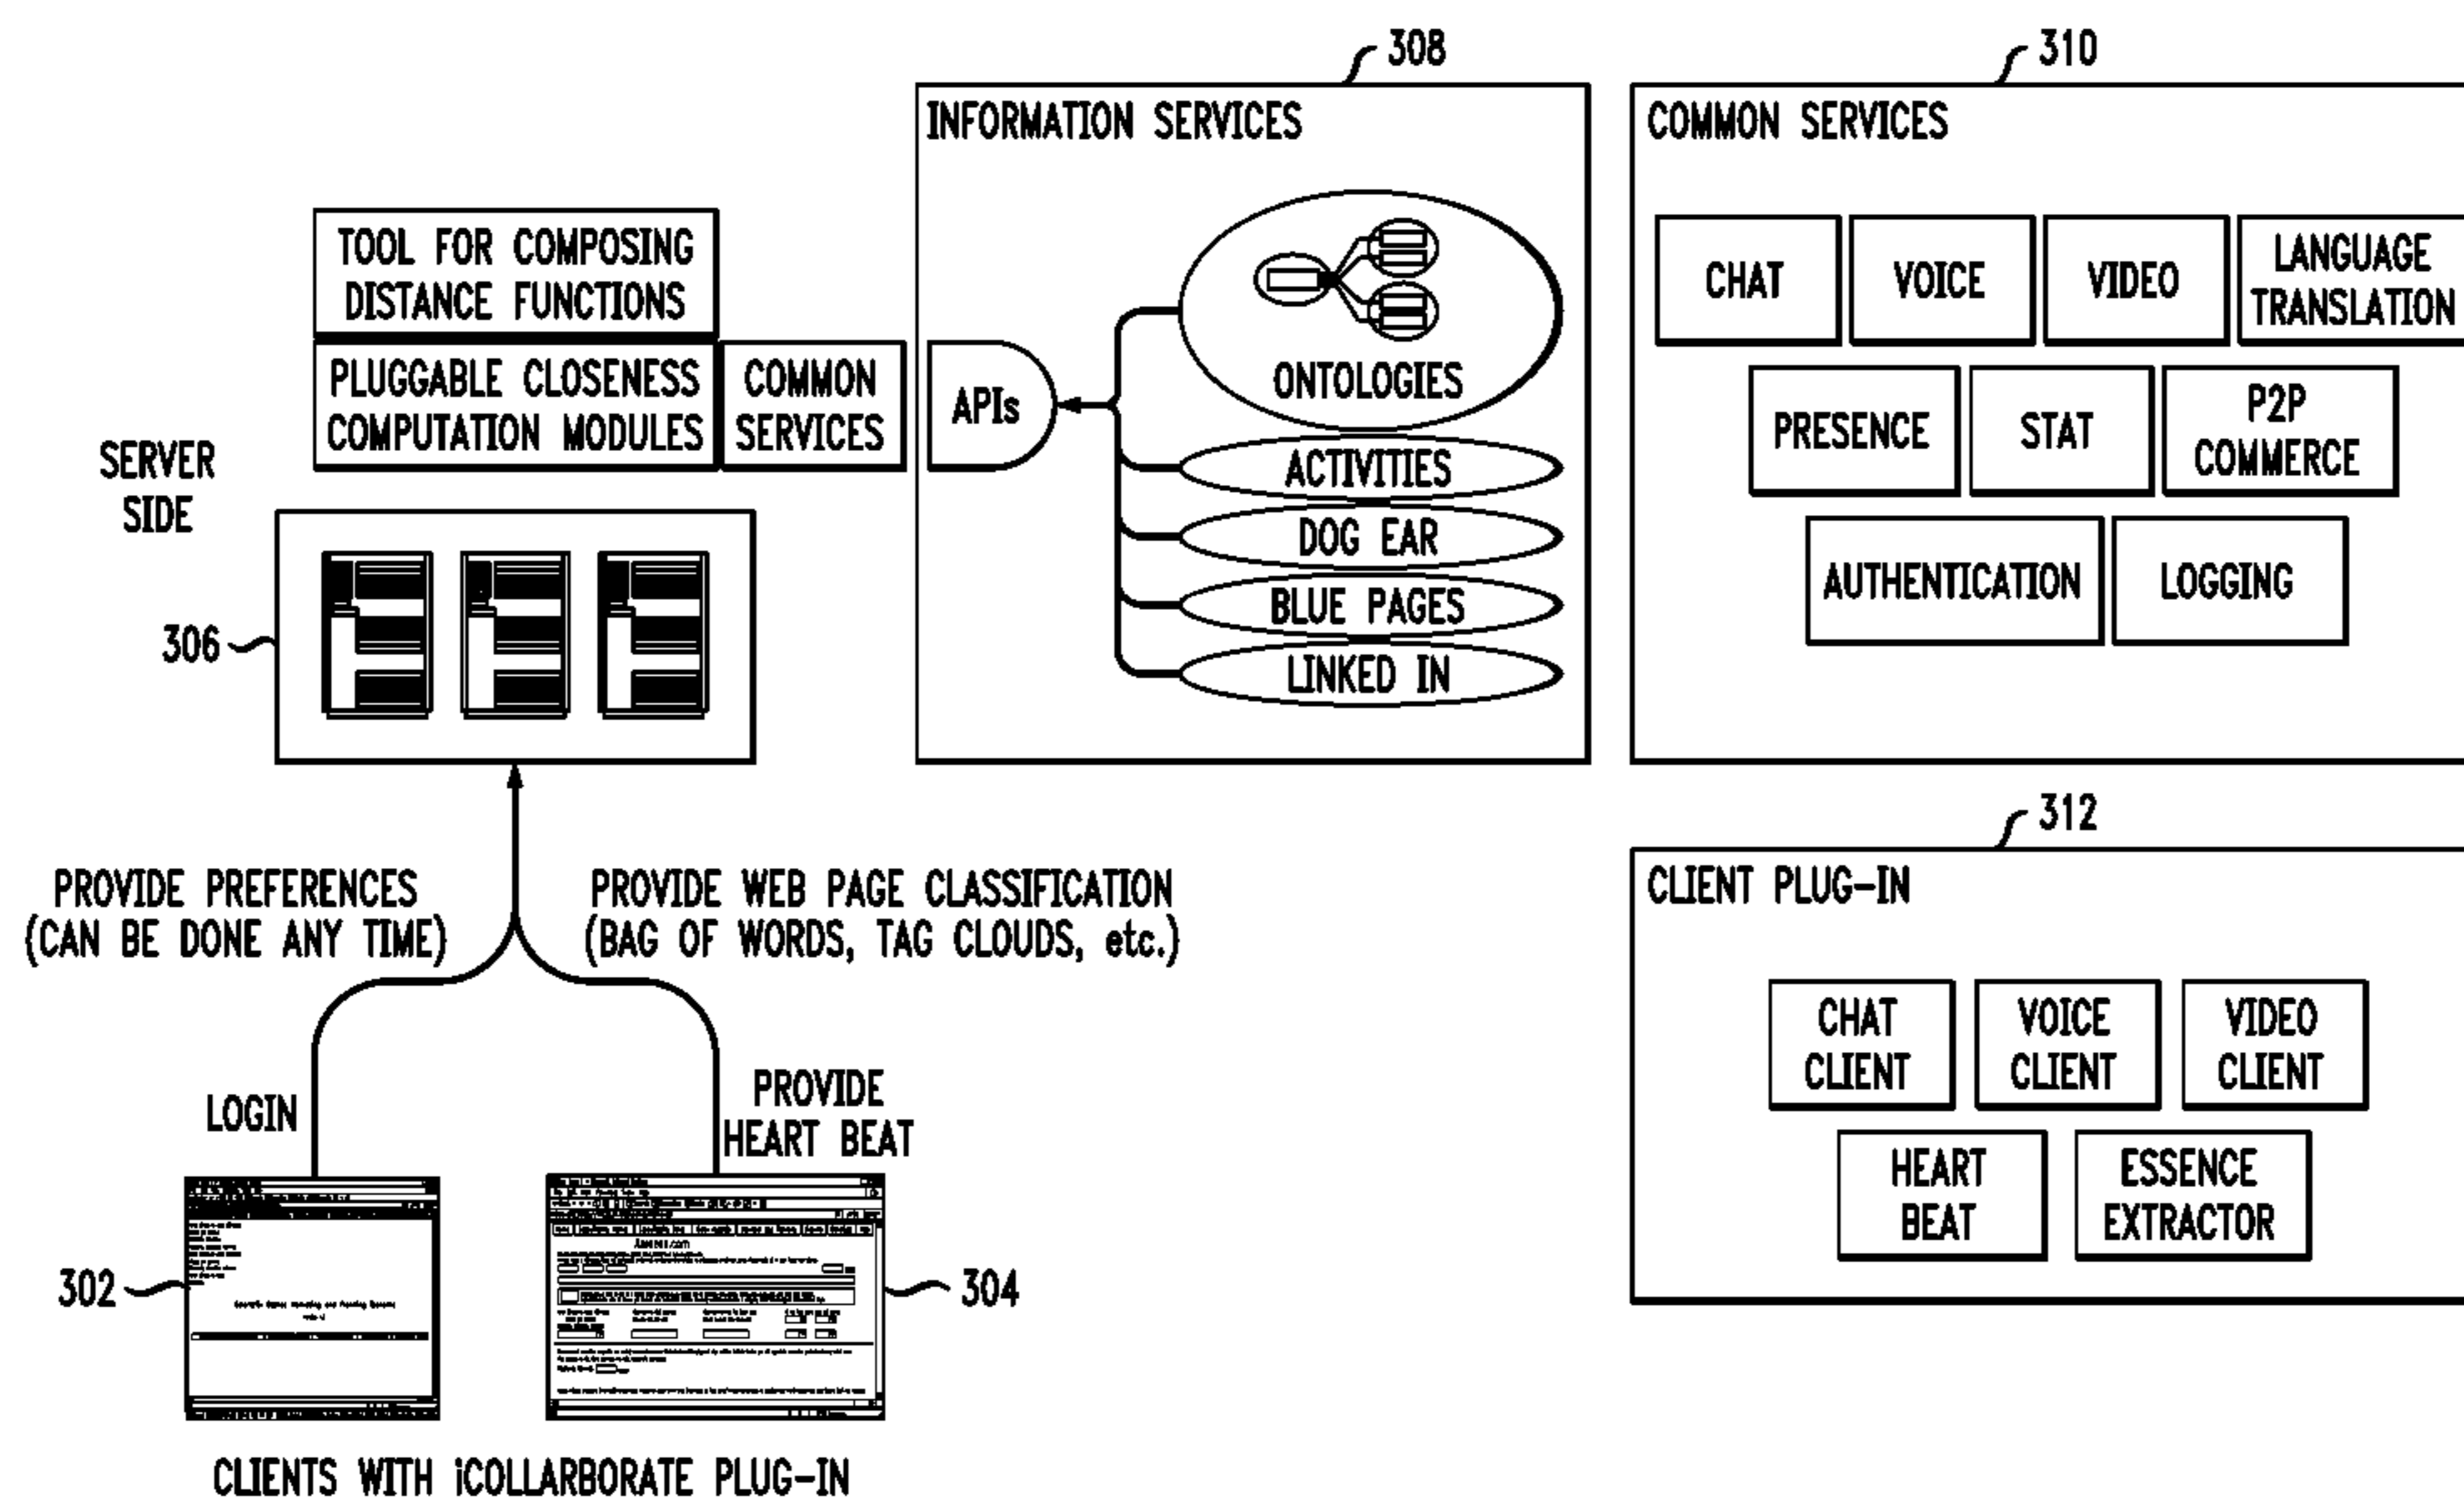 308
310
INFORMATION SERVICES
COMMON SERVICES
TOOL FOR COMPOSING
DISTANCE FUNCTIONS
PLUGGABLE CLOSENESS
COMPUTATION MODULES
COMMON
SERVICES
APIs
ONTOLOGIES
ACTIVITIES
DOG EAR
BLUE PAGES
LINKED IN
CHAT
VOICE
VIDEO
LANGUAGE
TRANSLATION
PRESENCE
STAT
P2P
COMMERCE
AUTHENTICATION
LOGGING
SERVER
SIDE
306
312
PROVIDE PREFERENCES
(CAN BE DONE ANY TIME)
PROVIDE WEB PAGE CLASSIFICATION
(BAG OF WORDS, TAG CLOUDS, etc.)
CLIENT PLUG-IN
CHAT
CLIENT
VOICE
CLIENT
VIDEO
CLIENT
HEART
BEAT
ESSENCE
EXTRACTOR
LOGIN
PROVIDE
HEART BEAT
302
304
CLIENTS WITH iCOLLARBORATE PLUG-IN